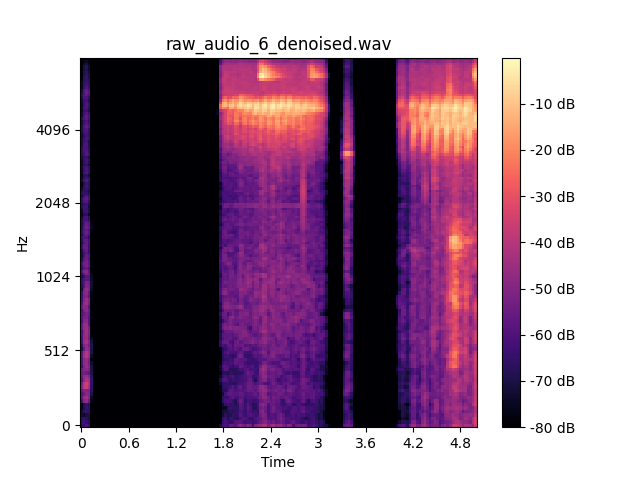 raw_audio_6_denoised.wav
Hz
4096
2048
1024
512
0
0
0.6
1.2
1.8
2.4
3
3.6
4.2
4.8
Time
-10 dB
-20 dB
-30 dB
-40 dB
-50 dB
-60 dB
-70 dB
-80 dB